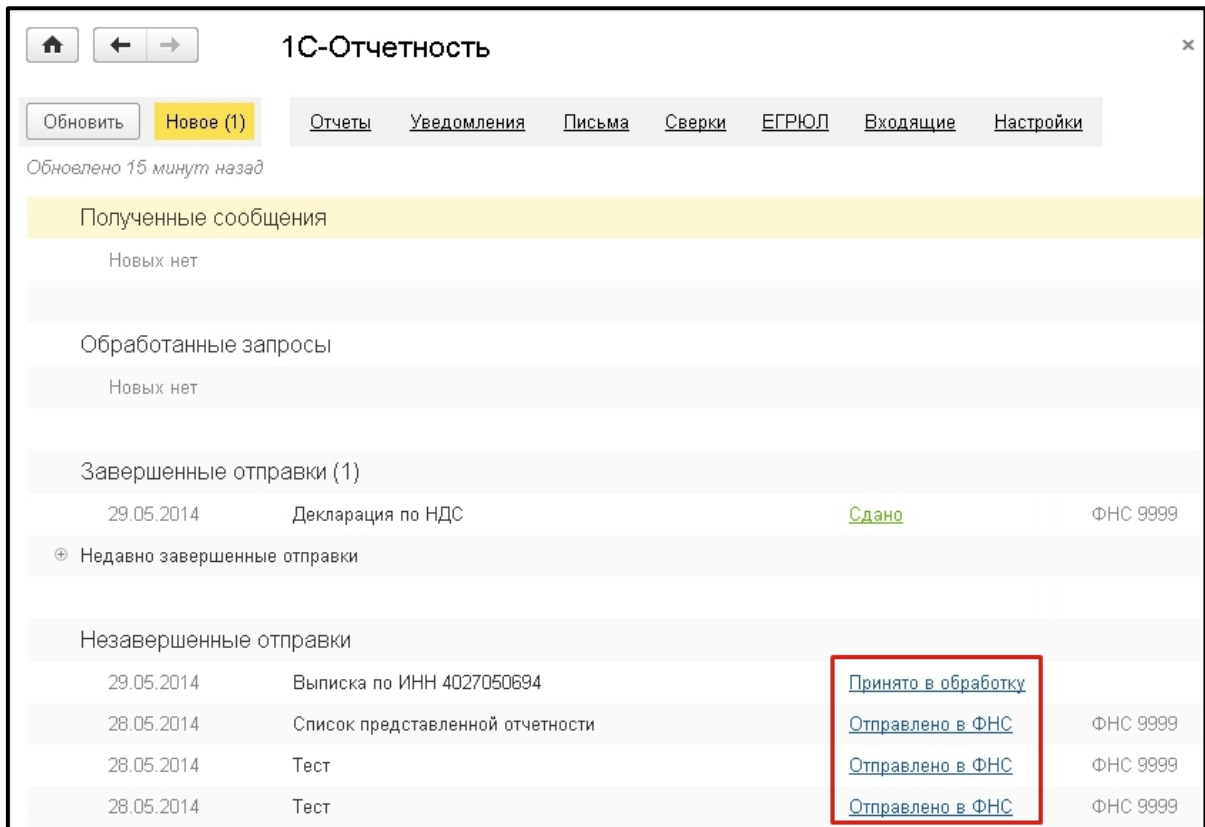 1С-Отчетность
Обновить Новое (1) Отчеты Уведомления Письма Сверки ЕГРЮЛ Входящие Настройки
Обновлено 15 минут назад
Полученные сообщения
Новых нет
Обработанные запросы
Новых нет
Завершенные отправки (1)
29.05.2014 Декларация по НДС Сдано ФНС 9999
Недавно завершенные отправки
Незавершенные отправки
29.05.2014 Выписка по ИНН 4027050694 Принято в обработку
28.05.2014 Список представленной отчетности Отправлено в ФНС ФНС 9999
28.05.2014 Тест Отправлено в ФНС ФНС 9999
28.05.2014 Тест Отправлено в ФНС ФНС 9999